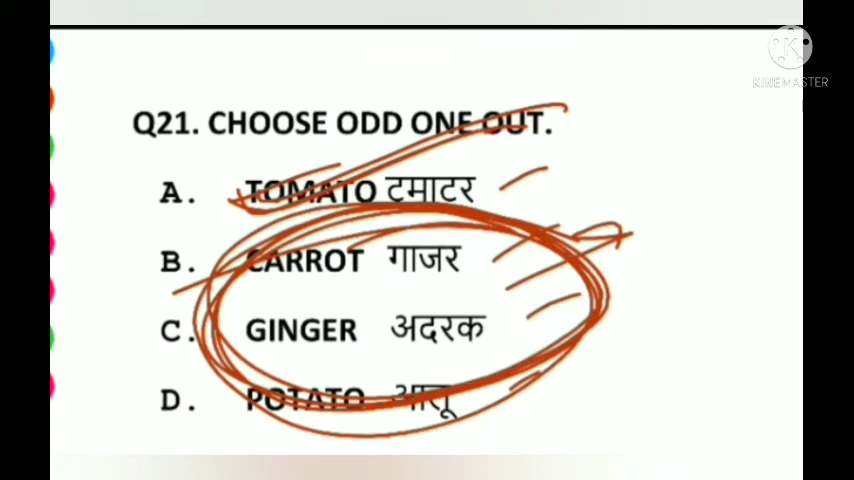 KINEMASTER
Q21. CHOOSE ODD ONE OUT.
A. TOMATO टमाटर
B. CARROT गाजर
C. GINGER अदरक
D. POTATO आलू